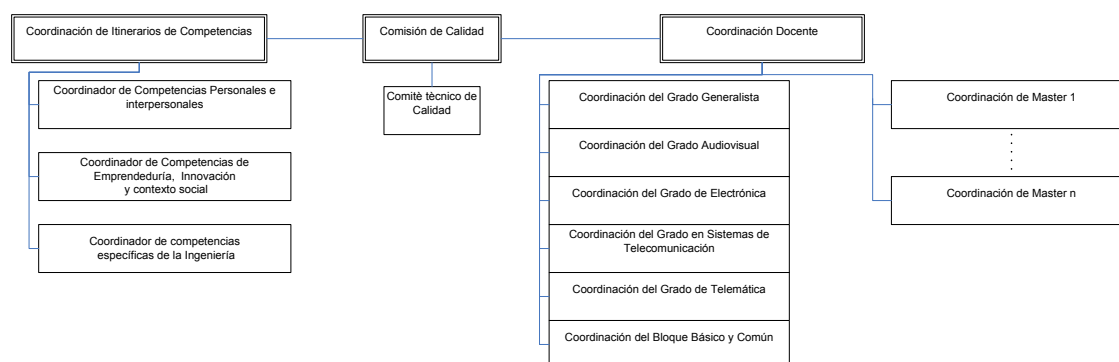 Coordinación de Itinerarios de Competencias
Comisión de Calidad
Coordinación Docente
Coordinador de Competencias Personales e
interpersonales
Coordinador de Competencias de
Emprendeduría, Innovación
y contexto social
Coordinador de competencias
específicas de la Ingeniería
Comitè tècnico de
Calidad
Coordinación del Grado Generalista
Coordinación del Grado Audiovisual
Coordinación del Grado de Electrónica
Coordinación del Grado en Sistemas de
Telecomunicación
Coordinación del Grado de Telemática
Coordinación del Bloque Básico y Común
Coordinación de Master 1
Coordinación de Master n